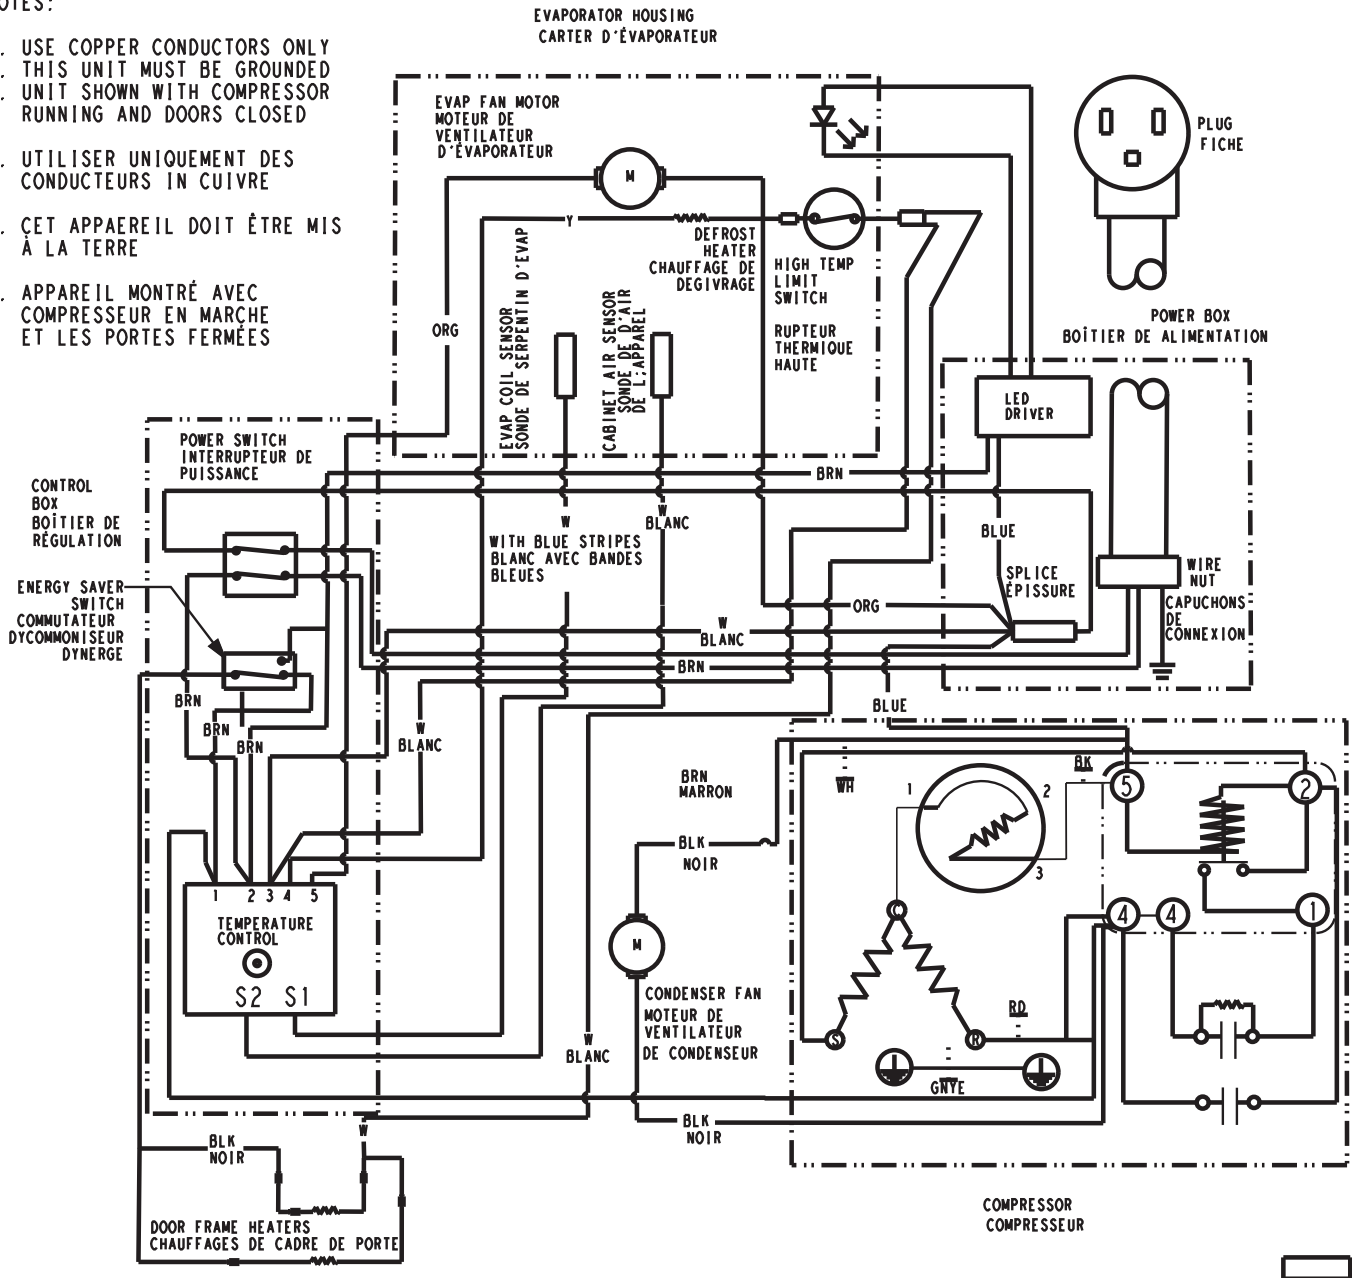 OTES:
. USE COPPER CONDUCTORS ONLY
. THIS UNIT MUST BE GROUNDED
. UNIT SHOWN WITH COMPRESSOR
RUNNING AND DOORS CLOSED
. UTILISER UNIQUEMENT DES
CONDUCTEURS IN CUIVRE
. ÇET APPAEREIL DOIT ÊTRE MIS
À LA TERRE
. APPAREIL MONTRÉ AVEC
COMPRESSEUR EN MARCHE
ET LES PORTES FERMÉES
EVAPORATOR HOUSING
CARTER D'ÉVAPORATEUR
EVAP FAN MOTOR
MOTEUR DE
VENTILATEUR
D'ÉVAPORATEUR
M
Y
DEFROST
HEATER
CHAUFFAGE DE
DEGIVRAGE
HIGH TEMP
LIMIT
SWITCH
RUPTEUR
THERMIQUE
HAUTE
ORG
EVAP COIL SENSOR
SONDE DE SERPENTIN D'EVAP
CABINET AIR SENSOR
SONDE DE D'AIR
DE L;APPAREL
PLUG
FICHE
POWER BOX
BOÎTIER DE ALIMENTATION
LED
DRIVER
POWER SWITCH
INTERRUPTEUR DE
PUISSANCE
CONTROL
BOX
BOÎTIER DE
RÉGULATION
BRN
W
WITH BLUE STRIPES
BLANC AVEC BANDES
BLEUES
W
BLANC
BLUE
SPLICE
ÉPISSURE
WIRE
NUT
CAPUCHONS
DE
CONNEXION
ENERGY SAVER
SWITCH
COMMUTATEUR
DYCOMMONISEUR
DYNERGE
ORG
W
BLANC
BRN
BRN
BRN
BRN
W
BLANC
BLUE
BRN
MARRON
WH
1
2
3
BK
5
2
BLK
NOIR
1 2 3 4 5
TEMPERATURE
CONTROL
S2 S1
M
CONDENSER FAN
MOTEUR DE
VENTILATEUR
DE CONDENSEUR
C
4
4
1
S
R
RD
GNYE
W
BLANC
BLK
NOIR
W
BLK
NOIR
DOOR FRAME HEATERS
CHAUFFAGES DE CADRE DE PORTE
COMPRESSOR
COMPRESSEUR